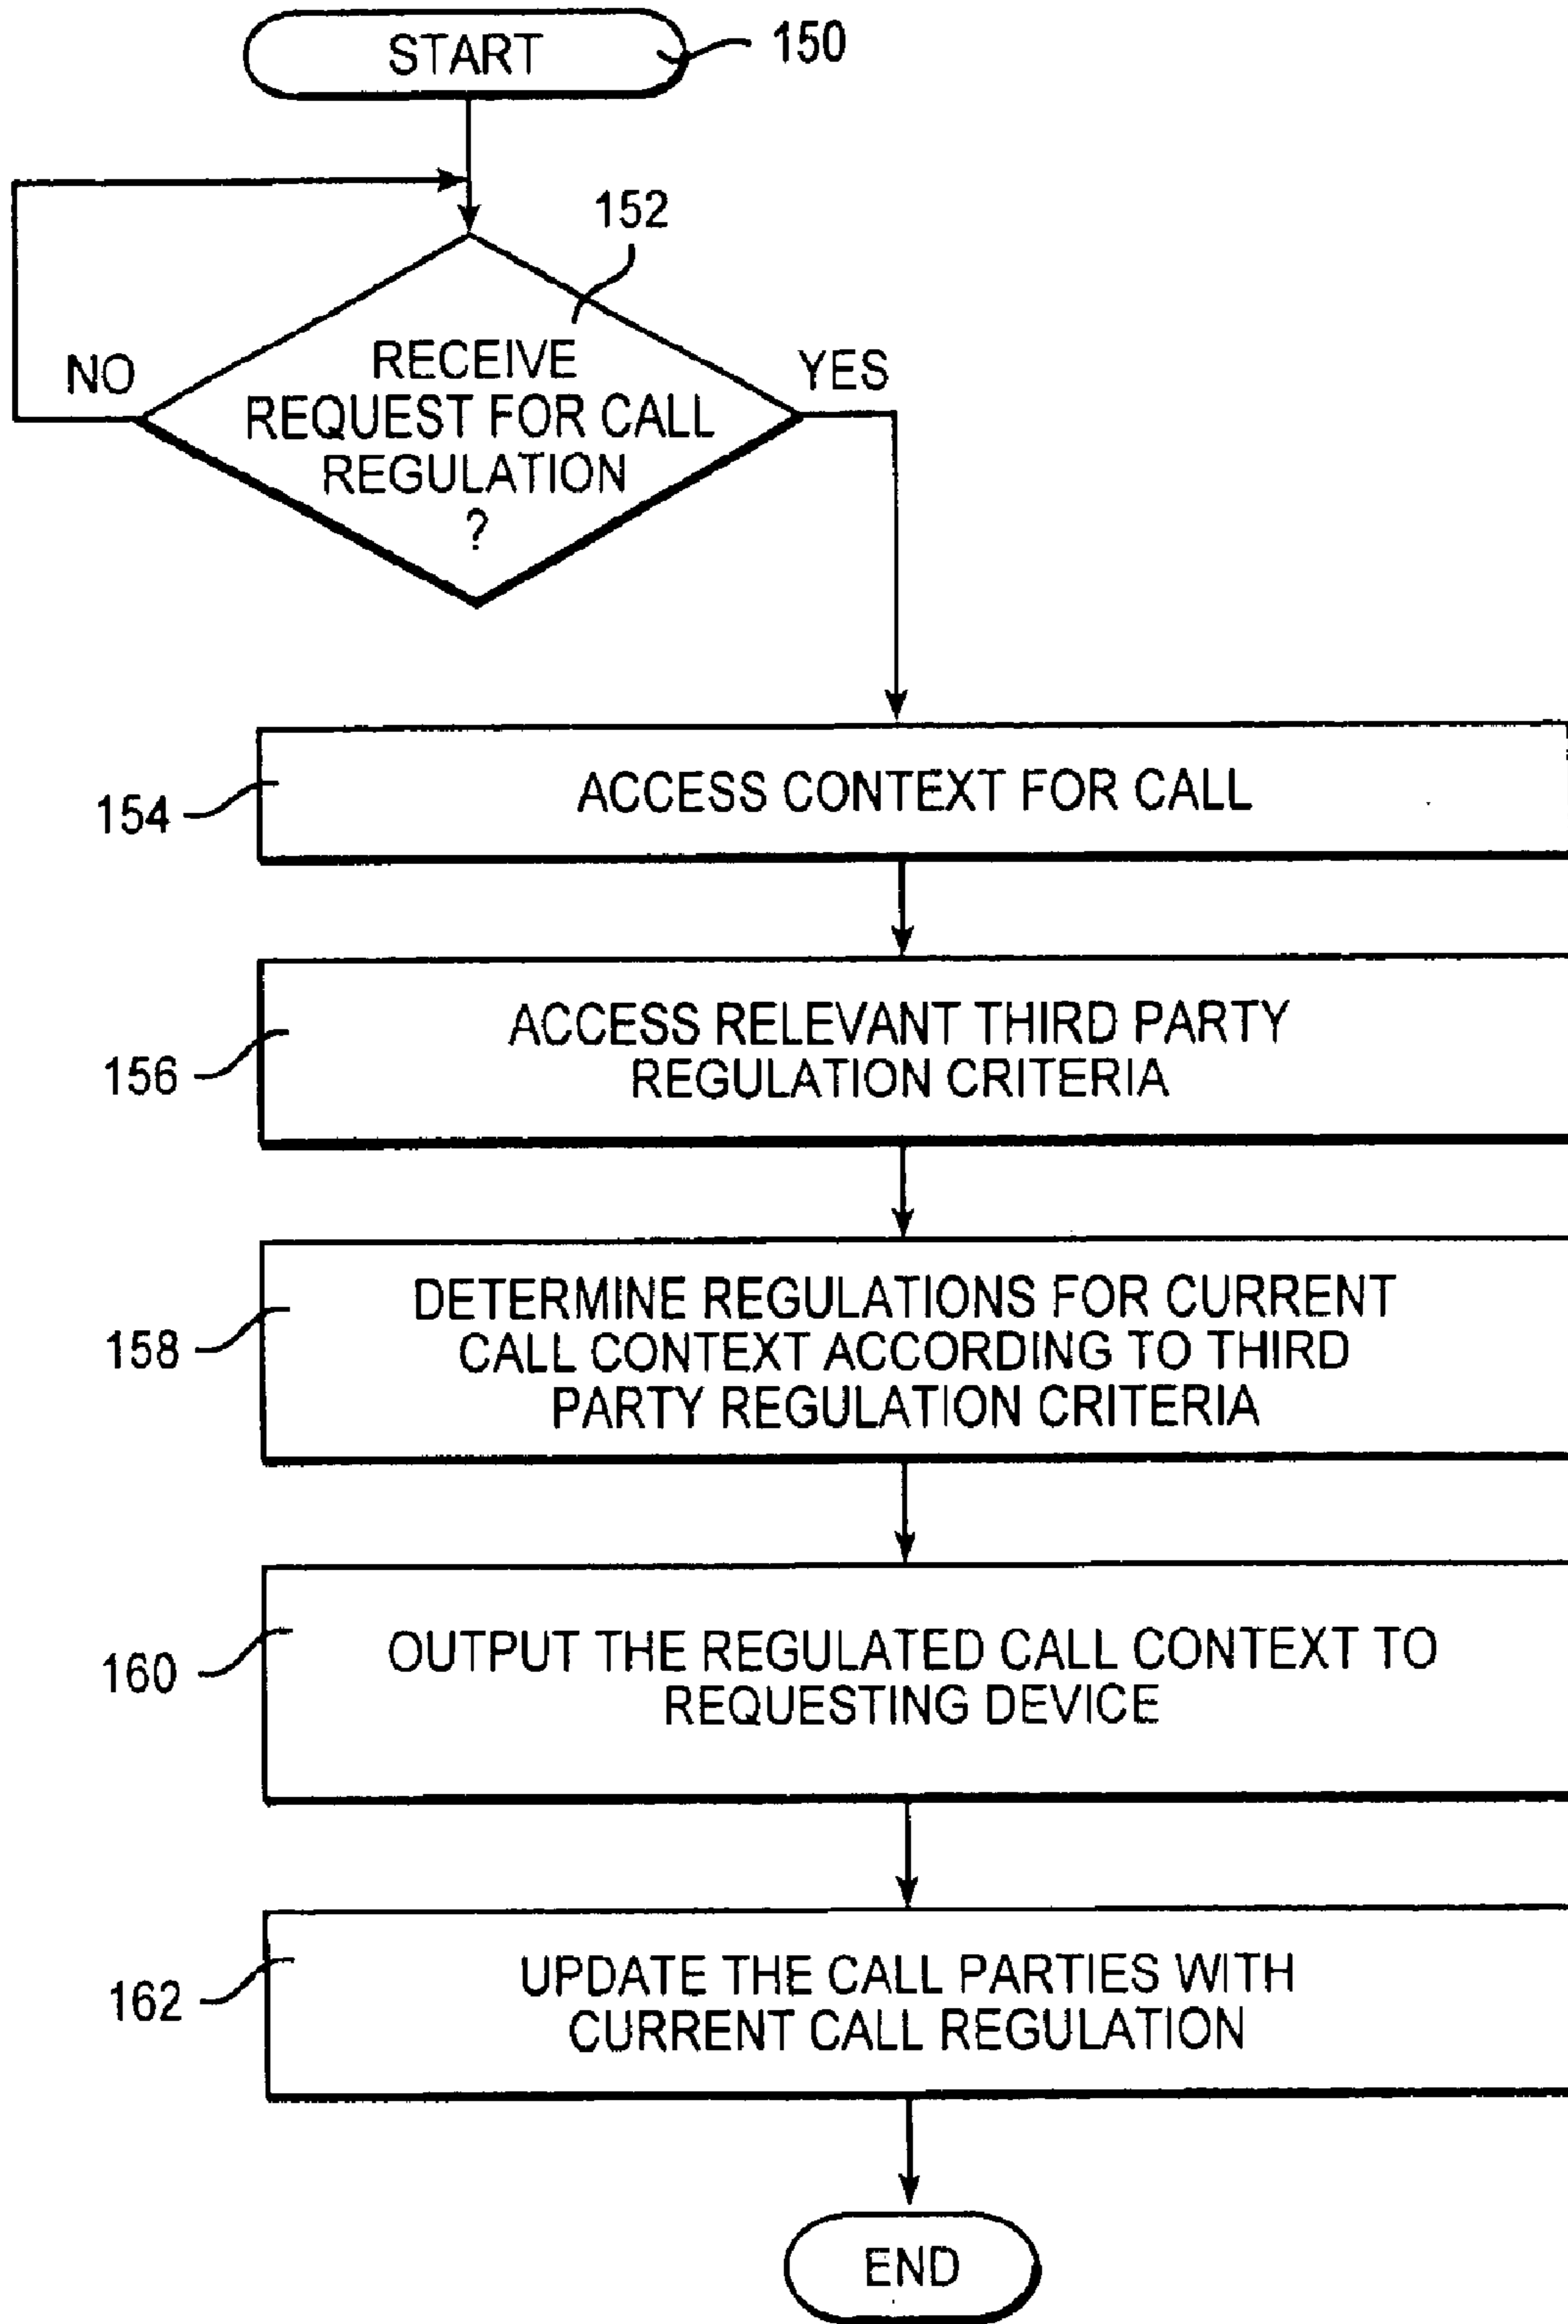 START
150
152
NO
YES
RECEIVE
REQUEST FOR CALL
REGULATION
?
154
ACCESS CONTEXT FOR CALL
156
ACCESS RELEVANT THIRD PARTY
REGULATION CRITERIA
158
DETERMINE REGULATIONS FOR CURRENT
CALL CONTEXT ACCORDING TO THIRD
PARTY REGULATION CRITERIA
160
OUTPUT THE REGULATED CALL CONTEXT TO
REQUESTING DEVICE
162
UPDATE THE CALL PARTIES WITH
CURRENT CALL REGULATION
END